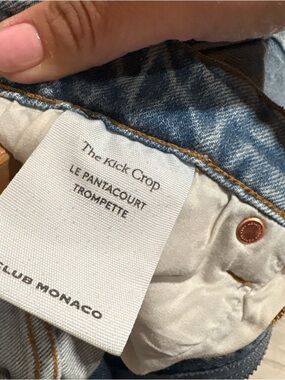 The Kick Crop
LE PANTACOURT
TROMPETTE
CLUB MONACO